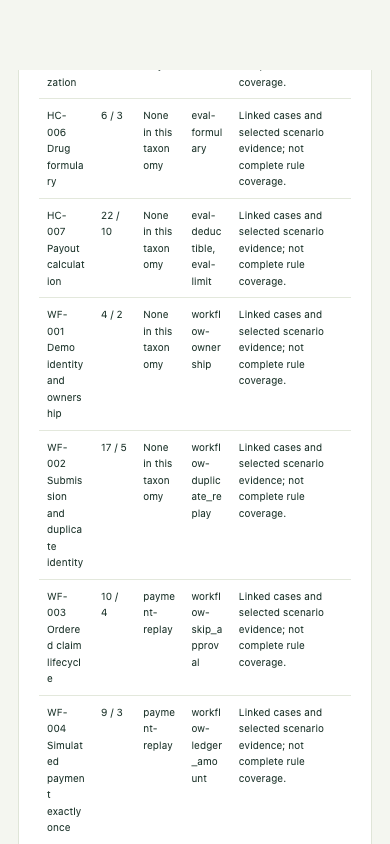 zation
coverage.
HC-
006
Drug
formula
ry
6 / 3
None
in this
taxon
omy
eval-
formul
ary
Linked cases and
selected scenario
evidence; not
complete rule
coverage.
HC-
007
Payout
calculat
ion
22 /
10
None
in this
taxon
omy
eval-
deduc
tible,
eval-
limit
Linked cases and
selected scenario
evidence; not
complete rule
coverage.
WF-
001
Demo
identity
and
owners
hip
4 / 2
None
in this
taxon
omy
workfl
ow-
owner
ship
Linked cases and
selected scenario
evidence; not
complete rule
coverage.
WF-
002
Submis
sion
and
duplica
te
identity
17 / 5
None
in this
taxon
omy
workfl
ow-
duplic
ate_re
play
Linked cases and
selected scenario
evidence; not
complete rule
coverage.
WF-
003
Ordere
d claim
lifecycl
e
10 /
4
payme
nt-
replay
workfl
ow-
skip_a
pprov
al
Linked cases and
selected scenario
evidence; not
complete rule
coverage.
WF-
004
Simulat
ed
paymen
t
exactly
once
9 / 3
payme
nt-
replay
workfl
ow-
ledger
_amo
unt
Linked cases and
selected scenario
evidence; not
complete rule
coverage.